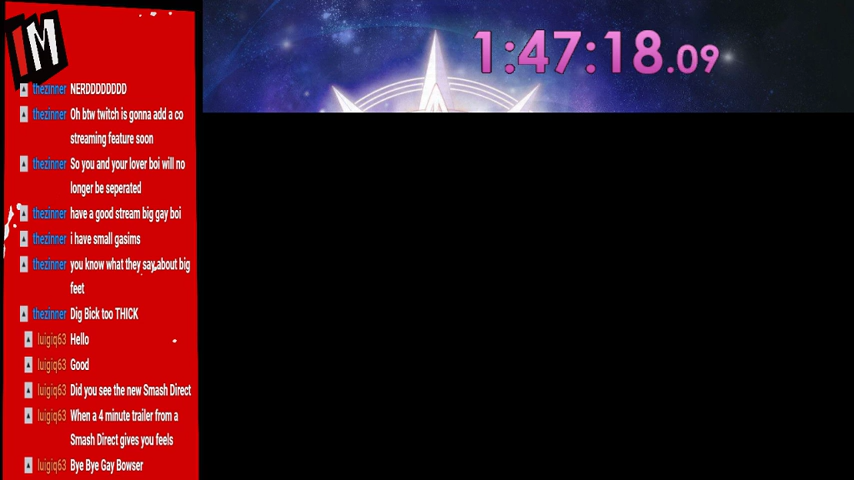 IM
1:47:18.09
thezinner NERDDDDDDDD
thezinner Oh btw twitch is gonna add a co
streaming feature soon
thezinner So you and your lover boi will no
longer be seperated
thezinner have a good stream big gay boi
thezinner i have small gasims
thezinner you know what they say about big
feet
thezinner Dig Bick too THICK
luigiq63 Hello
luigiq63 Good
luigiq63 Did you see the new Smash Direct
luigiq63 When a 4 minute trailer from a
Smash Direct gives you feels
luigiq63 Bye Bye Gay Bowser